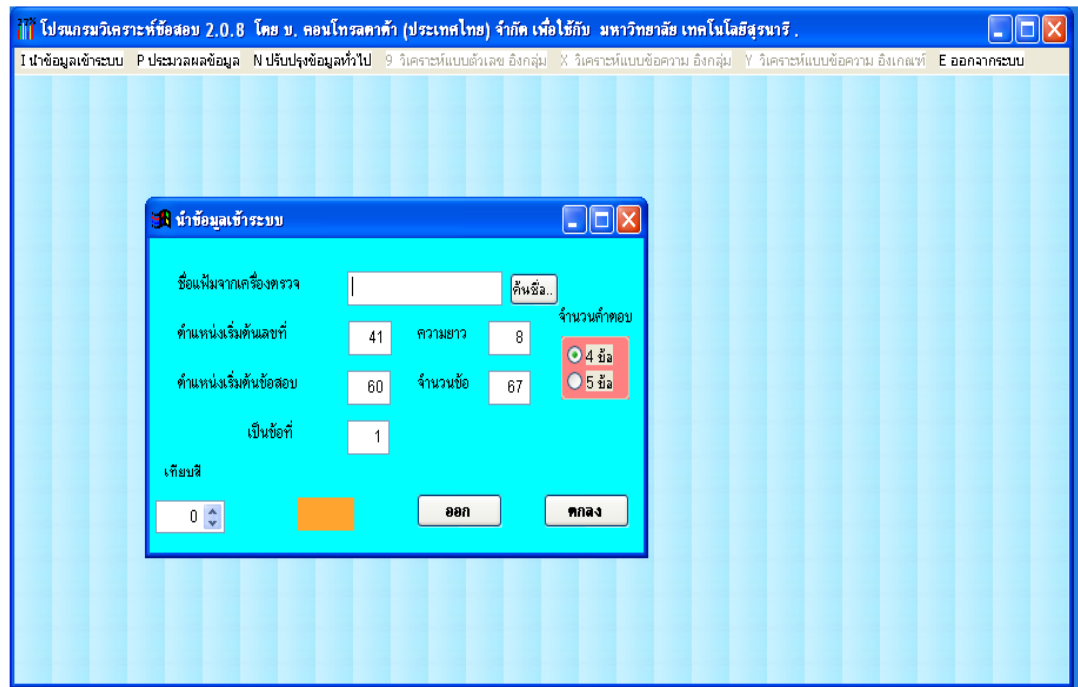 27% โปรแกรมวิเคราะห์ข้อสอบ 2.0.8 โดย บ. คอนโทรลดาต้า (ประเทศไทย) จำกัด เพื่อใช้กับ มหาวิทยาลัย เทคโนโลยีสุรนารี .
I นำข้อมูลเข้าระบบ P ประมวลผลข้อมูล N ปรับปรุงข้อมูลทั่วไป 9 วิเคราะห์แบบตัวเลข อิงกลุ่ม X วิเคราะห์แบบข้อความ อิงกลุ่ม Y วิเคราะห์แบบข้อความ อิงเกณฑ์ E ออกจากระบบ
นำข้อมูลเข้าระบบ
ชื่อแฟ้มจากเครื่องตรวจ ค้นชื่อ..
จำนวนคำตอบ
ตำแหน่งเริ่มต้นเลขที่ 41 ความยาว 8
4 ข้อ
5 ข้อ
ตำแหน่งเริ่มต้นข้อสอบ 60 จำนวนข้อ 67
เป็นข้อที่ 1
เทียบสี
0 ออก ตกลง